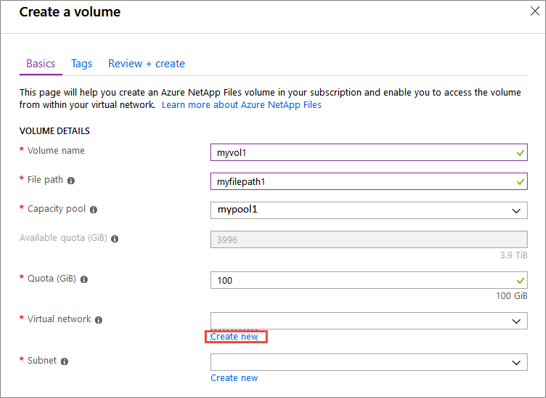 Create a volume
Basics Tags Review + create
This page will help you create an Azure NetApp Files volume in your subscription and enable you to access the volume
from within your virtual network. Learn more about Azure NetApp Files
VOLUME DETAILS
* Volume name myvol1
* File path myfilepath1
* Capacity pool mypool1
Available quota (GiB) 3996
3.9 TiB
* Quota (GiB) 100
100 GiB
* Virtual network
Create new
* Subnet
Create new